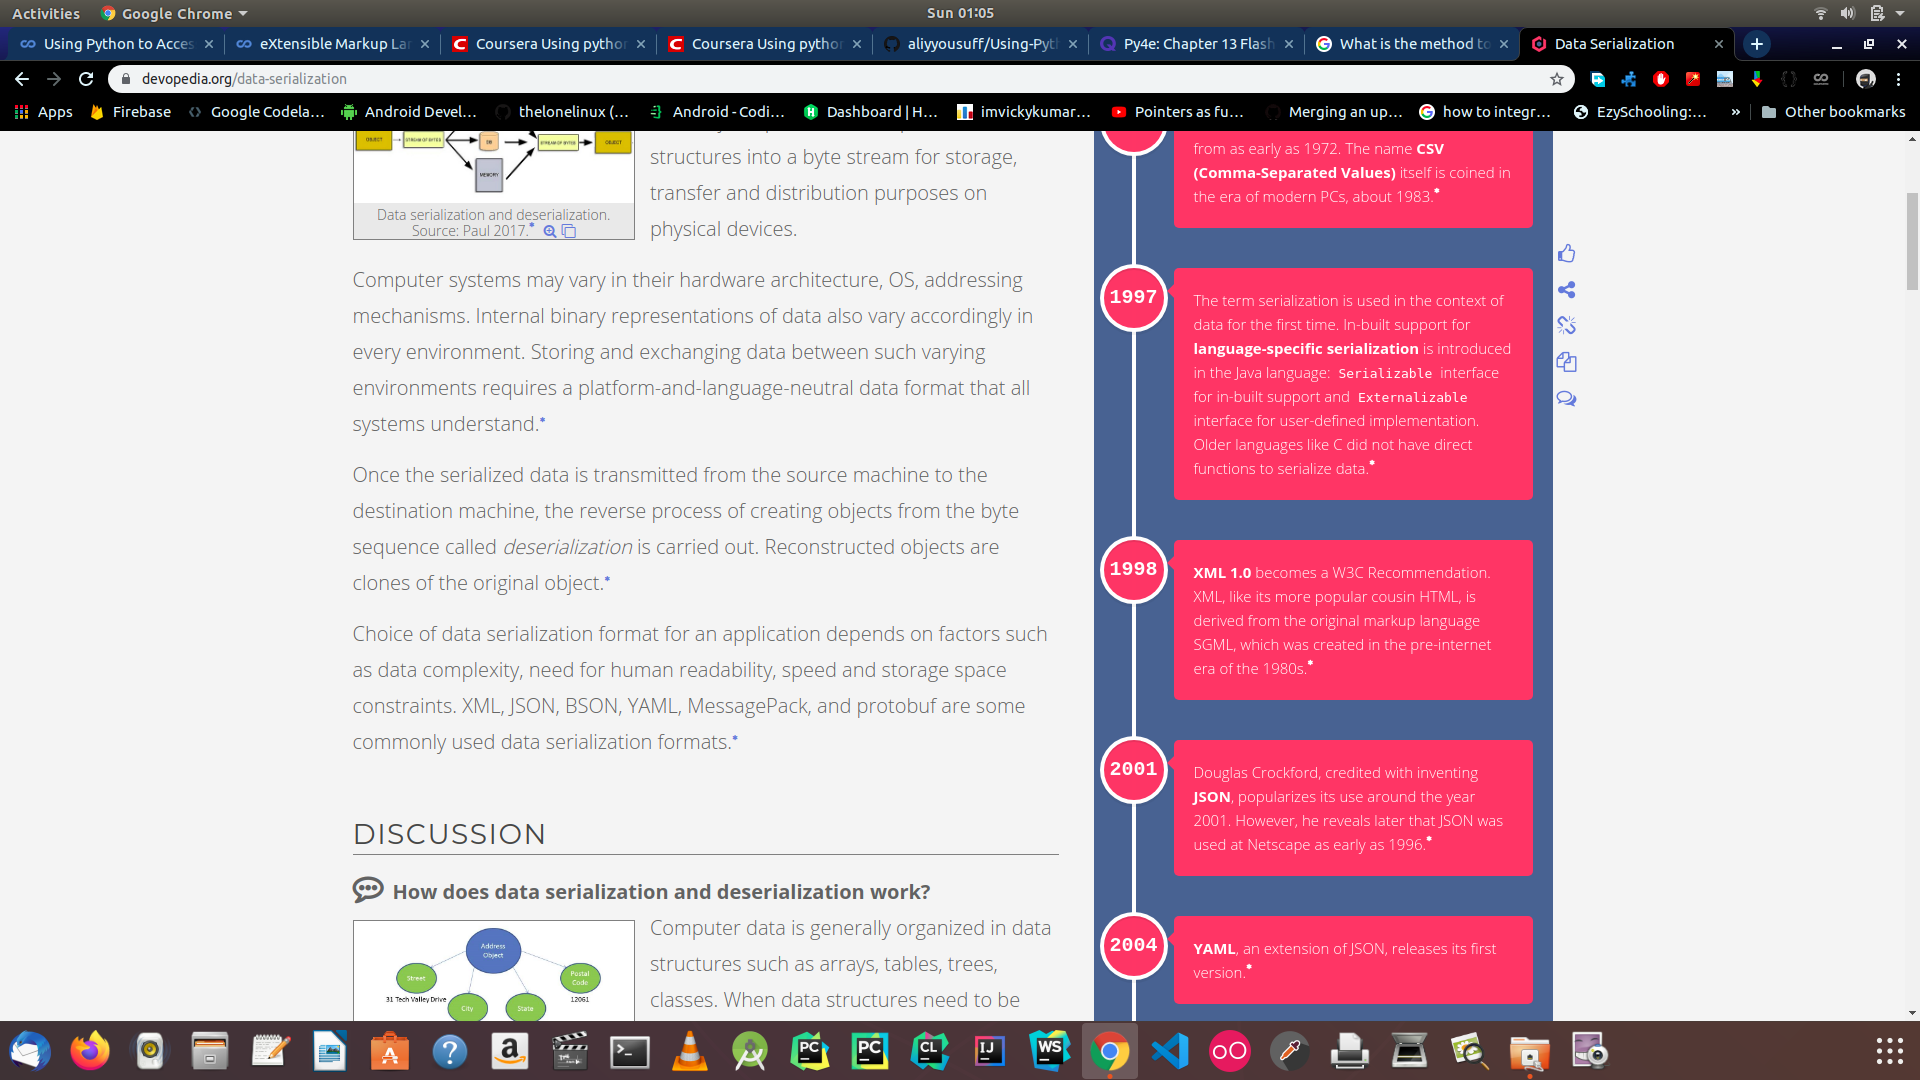 Activities
Google Chrome
Sun 01:05
Using Python to Acces
eXtensible Markup Lan
Coursera Using python
Coursera Using python
aliyyousuff/Using-Pyth
Py4e: Chapter 13 Flash
What is the method to
Data Serialization
devopedia.org/data-serialization
Apps
Firebase
Google Codela...
Android Devel...
thelonelinux (...
Android - Codi...
Dashboard | H...
imvickykumar...
Pointers as fu...
Merging an up...
how to integr...
EzySchooling:...
»
Other bookmarks
OBJECT
STREAM OF BYTES
DB
STREAM OF BYTES
OBJECT
MEMORY
Data serialization and deserialization.
Source: Paul 2017.*
structures into a byte stream for storage,
transfer and distribution purposes on
physical devices.
Computer systems may vary in their hardware architecture, OS, addressing
mechanisms. Internal binary representations of data also vary accordingly in
every environment. Storing and exchanging data between such varying
environments requires a platform-and-language-neutral data format that all
systems understand.*
Once the serialized data is transmitted from the source machine to the
destination machine, the reverse process of creating objects from the byte
sequence called deserialization is carried out. Reconstructed objects are
clones of the original object.*
Choice of data serialization format for an application depends on factors such
as data complexity, need for human readability, speed and storage space
constraints. XML, JSON, BSON, YAML, MessagePack, and protobuf are some
commonly used data serialization formats.*
DISCUSSION
How does data serialization and deserialization work?
Address
Object
Street
31 Tech Valley Drive
City
State
Postal
Code
12061
Computer data is generally organized in data
structures such as arrays, tables, trees,
classes. When data structures need to be
from as early as 1972. The name CSV
(Comma-Separated Values) itself is coined in
the era of modern PCs, about 1983.*
1997
The term serialization is used in the context of
data for the first time. In-built support for
language-specific serialization is introduced
in the Java language: Serializable interface
for in-built support and Externalizable
interface for user-defined implementation.
Older languages like C did not have direct
functions to serialize data.*
1998
XML 1.0 becomes a W3C Recommendation.
XML, like its more popular cousin HTML, is
derived from the original markup language
SGML, which was created in the pre-internet
era of the 1980s.*
2001
Douglas Crockford, credited with inventing
JSON, popularizes its use around the year
2001. However, he reveals later that JSON was
used at Netscape as early as 1996.*
2004
YAML, an extension of JSON, releases its first
version.*
PC
PC
CL
IJ
WS